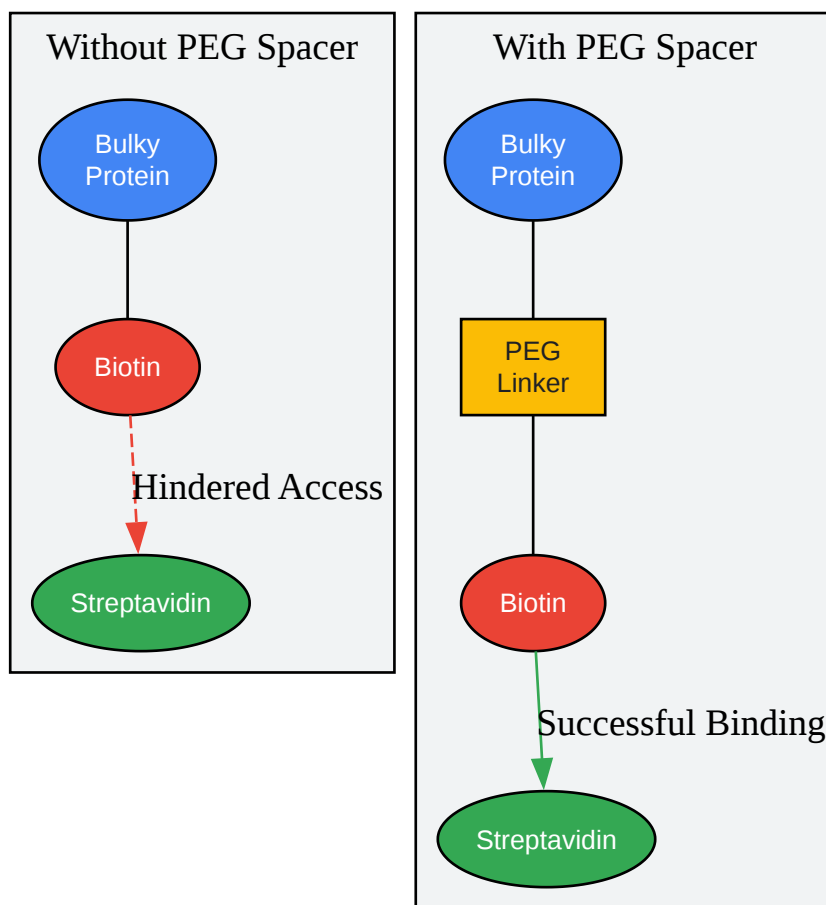 Without PEG Spacer
Bulky
Protein
Biotin
Hindered Access
Streptavidin
With PEG Spacer
Bulky
Protein
PEG
Linker
Biotin
Successful Binding
Streptavidin